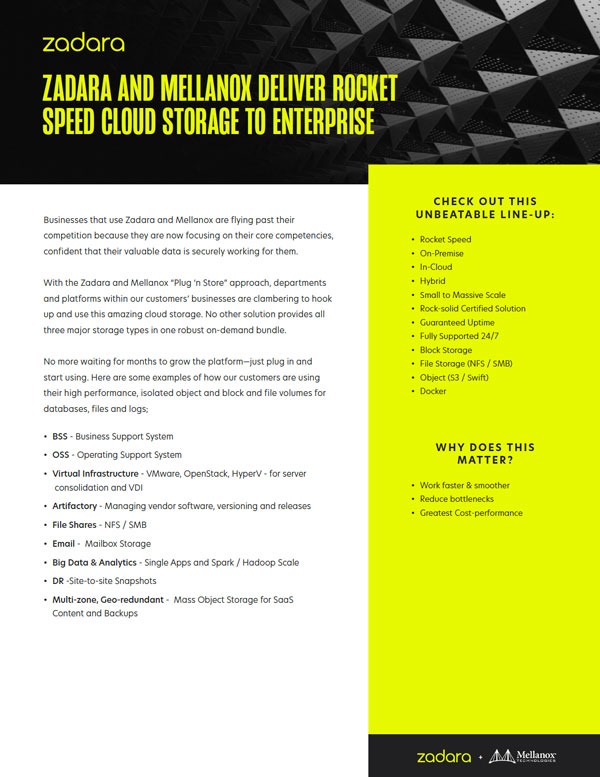 zadara
ZADARA AND MELLANOX DELIVER ROCKET
SPEED CLOUD STORAGE TO ENTERPRISE
Businesses that use Zadara and Mellanox are flying past their
competition because they are now focusing on their core competencies,
confident that their valuable data is securely working for them.
With the Zadara and Mellanox “Plug ‘n Store” approach, departments
and platforms within our customers’ businesses are clambering to hook
up and use this amazing cloud storage. No other solution provides all
three major storage types in one robust on-demand bundle.
No more waiting for months to grow the platform—just plug in and
start using. Here are some examples of how our customers are using
their high performance, isolated object and block and file volumes for
databases, files and logs;
• BSS - Business Support System
• OSS - Operating Support System
• Virtual Infrastructure - VMware, OpenStack, HyperV - for server
consolidation and VDI
• Artifactory - Managing vendor software, versioning and releases
• File Shares - NFS / SMB
• Email - Mailbox Storage
• Big Data & Analytics - Single Apps and Spark / Hadoop Scale
• DR -Site-to-site Snapshots
• Multi-zone, Geo-redundant - Mass Object Storage for SaaS
Content and Backups
CHECK OUT THIS
UNBEATABLE LINE-UP:
• Rocket Speed
• On-Premise
• In-Cloud
• Hybrid
• Small to Massive Scale
• Rock-solid Certified Solution
• Guaranteed Uptime
• Fully Supported 24/7
• Block Storage
• File Storage (NFS / SMB)
• Object (S3 / Swift)
• Docker
WHY DOES THIS
MATTER?
• Work faster & smoother
• Reduce bottlenecks
• Greatest Cost-performance
zadara + Mellanox
TECHNOLOGIES